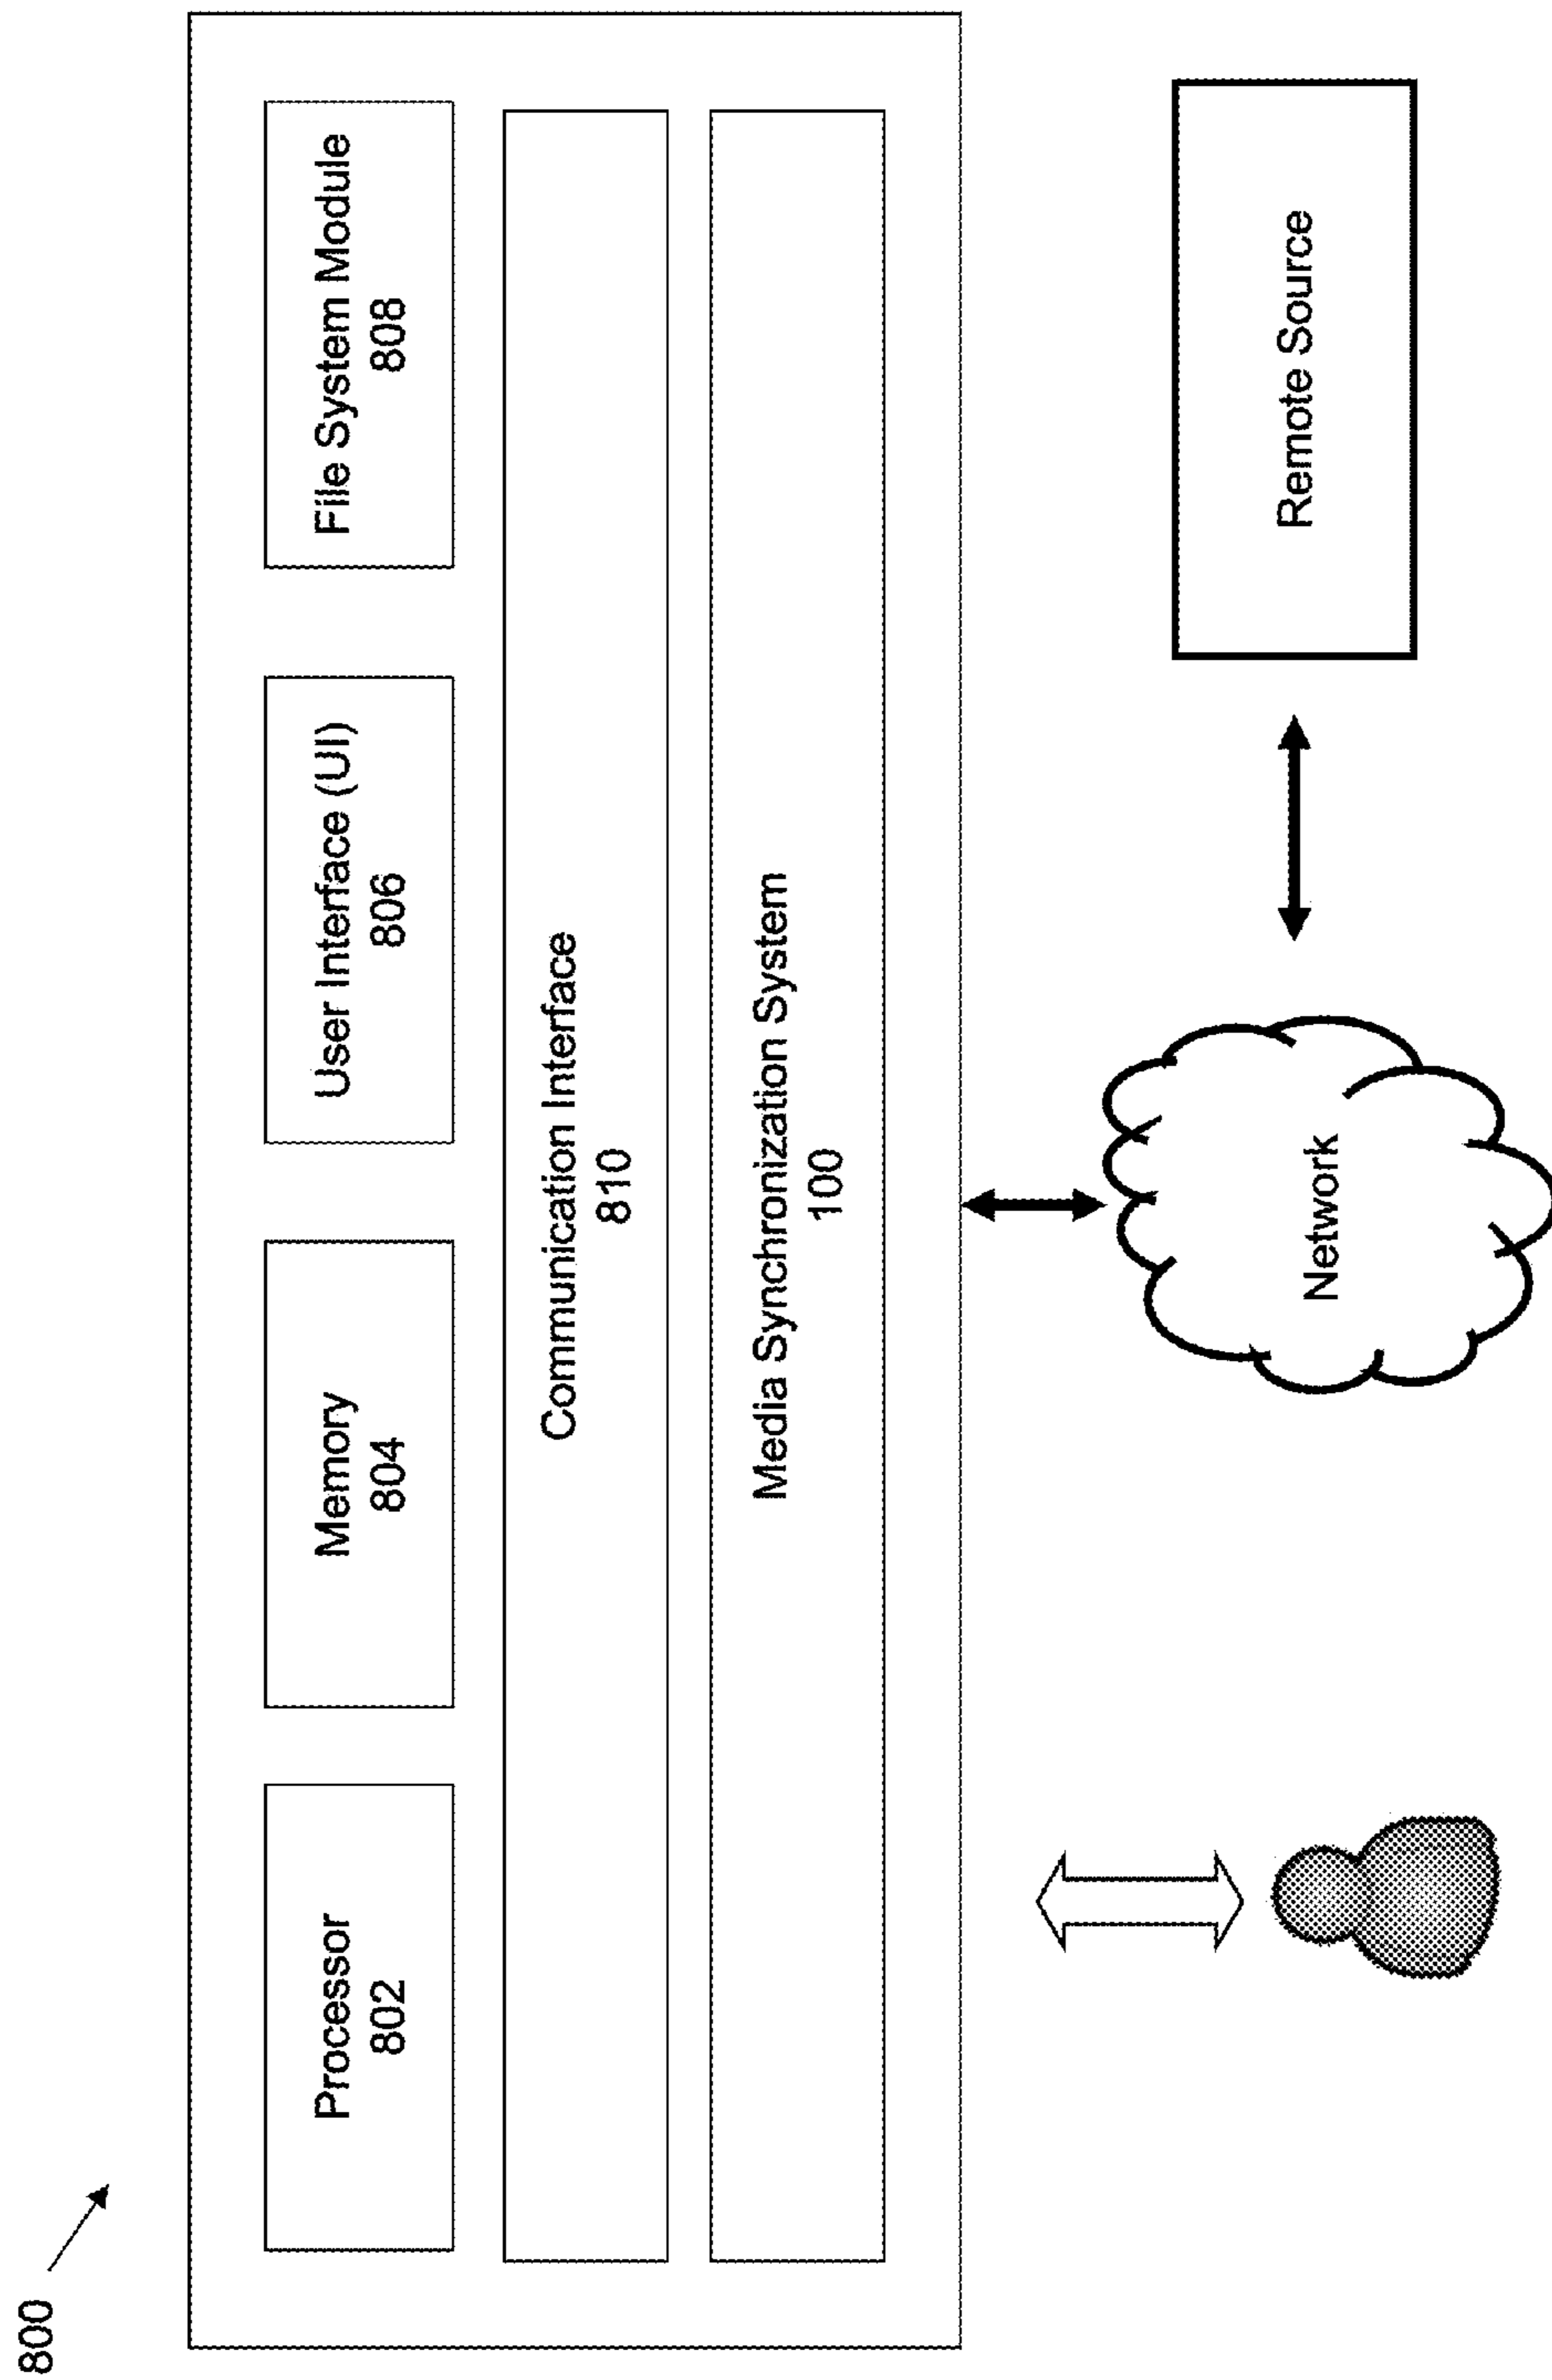 800
Processor
802
Memory
804
User Interface (UI)
806
File System Module
808
Communication Interface
810
Media Synchronization System
100
Network
Remote Source